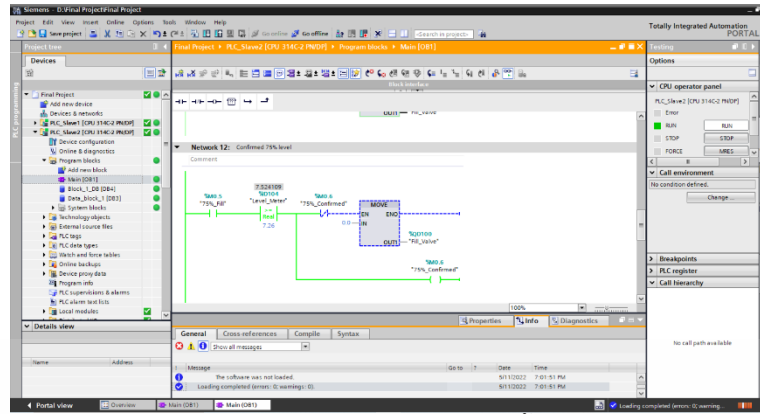 Siemens - D:\Final Project\Final Project
Project Edit View Insert Online Options Tools Window Help
Totally Integrated Automation
PORTAL
Save project
Go online
Go offline
<Search in project>
Project tree
Final Project ▸ PLC_Slave2 [CPU 314C-2 PN/DP] ▸ Program blocks ▸ Main [OB1]
Testing
Devices
Options
PLC programming
Block interface
Final Project
Add new device
Devices & networks
PLC_Slave1 [CPU 314C-2 PN/DP]
PLC_Slave2 [CPU 314C-2 PN/DP]
Device configuration
Online & diagnostics
Program blocks
Add new block
Main [OB1]
Block_1_DB [DB4]
Data_block_1 [DB3]
System blocks
Technology objects
External source files
PLC tags
PLC data types
Watch and force tables
Online backups
Device proxy data
Program info
PLC supervisions & alarms
PLC alarm text lists
Local modules
OUT1
"Fill_Valve"
Network 12: Confirmed 75% level
Comment
%M0.5
"75%_Fill"
7.524109
%D104
"Level_Meter"
Real
7.26
%M0.6
"75%_Confirmed"
MOVE
EN
END
0.0
IN
OUT1
%QD100
"Fill_Valve"
%M0.6
"75%_Confirmed"
100%
CPU operator panel
PLC_Slave2 [CPU 314C-2 PN/DP]
Error
RUN
RUN
STOP
STOP
FORCE
MRES
Call environment
No condition defined.
Change ...
Breakpoints
PLC register
Call hierarchy
No call path available
Properties
Info
Diagnostics
General
Cross-references
Compile
Syntax
Show all messages
! Message
Go to
?
Date
Time
The software was not loaded.
5/11/2022
7:01:51 PM
Loading completed (errors: 0; warnings: 0).
5/11/2022
7:01:57 PM
Details view
Name
Address
Portal view
Overview
Main (OB1)
Main (OB1)
Loading completed (errors: 0; warning...